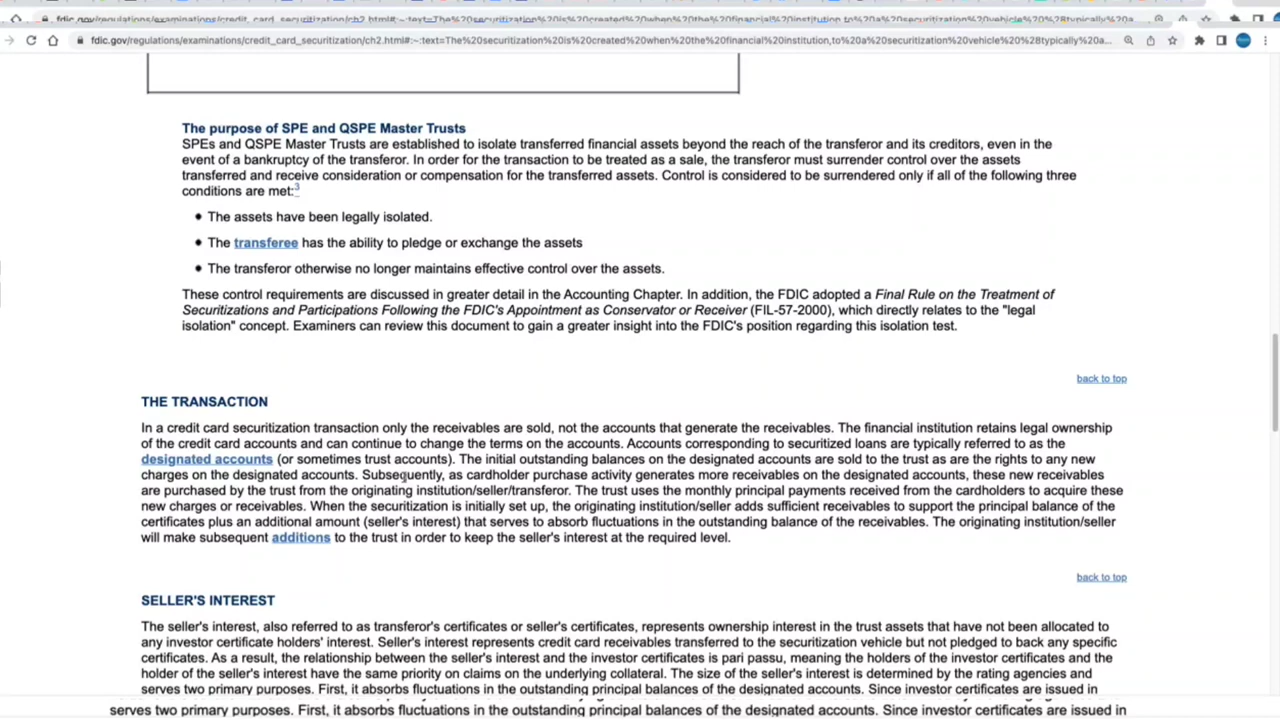 fdic.gov/regulations/examinations/credit_card_securitization/ch2.html#:~:text=The%20securitization%20is%20created%20when%20the%20financial%20institution,to%20a%20securitization%20vehicle%20%28typically%20a...
fdic.gov/regulations/examinations/credit_card_securitization/ch2.html#:~:text=The%20securitization%20is%20created%20when%20the%20financial%20institution,to%20a%20securitization%20vehicle%20%28typically%20a...
The purpose of SPE and QSPE Master Trusts
SPEs and QSPE Master Trusts are established to isolate transferred financial assets beyond the reach of the transferor and its creditors, even in the
event of a bankruptcy of the transferor. In order for the transaction to be treated as a sale, the transferor must surrender control over the assets
transferred and receive consideration or compensation for the transferred assets. Control is considered to be surrendered only if all of the following three
conditions are met:3
• The assets have been legally isolated.
• The transferee has the ability to pledge or exchange the assets
• The transferor otherwise no longer maintains effective control over the assets.
These control requirements are discussed in greater detail in the Accounting Chapter. In addition, the FDIC adopted a Final Rule on the Treatment of
Securitizations and Participations Following the FDIC's Appointment as Conservator or Receiver (FIL-57-2000), which directly relates to the "legal
isolation" concept. Examiners can review this document to gain a greater insight into the FDIC's position regarding this isolation test.
back to top
THE TRANSACTION
In a credit card securitization transaction only the receivables are sold, not the accounts that generate the receivables. The financial institution retains legal ownership
of the credit card accounts and can continue to change the terms on the accounts. Accounts corresponding to securitized loans are typically referred to as the
designated accounts (or sometimes trust accounts). The initial outstanding balances on the designated accounts are sold to the trust as are the rights to any new
charges on the designated accounts. Subsequently, as cardholder purchase activity generates more receivables on the designated accounts, these new receivables
are purchased by the trust from the originating institution/seller/transferor. The trust uses the monthly principal payments received from the cardholders to acquire these
new charges or receivables. When the securitization is initially set up, the originating institution/seller adds sufficient receivables to support the principal balance of the
certificates plus an additional amount (seller's interest) that serves to absorb fluctuations in the outstanding balance of the receivables. The originating institution/seller
will make subsequent additions to the trust in order to keep the seller's interest at the required level.
back to top
SELLER'S INTEREST
The seller's interest, also referred to as transferor's certificates or seller's certificates, represents ownership interest in the trust assets that have not been allocated to
any investor certificate holders' interest. Seller's interest represents credit card receivables transferred to the securitization vehicle but not pledged to back any specific
certificates. As a result, the relationship between the seller's interest and the investor certificates is pari passu, meaning the holders of the investor certificates and the
holder of the seller's interest have the same priority on claims on the underlying collateral. The size of the seller's interest is determined by the rating agencies and
serves two primary purposes. First, it absorbs fluctuations in the outstanding principal balances of the designated accounts. Since investor certificates are issued in
serves two primary purposes. First, it absorbs fluctuations in the outstanding principal balances of the designated accounts. Since investor certificates are issued in